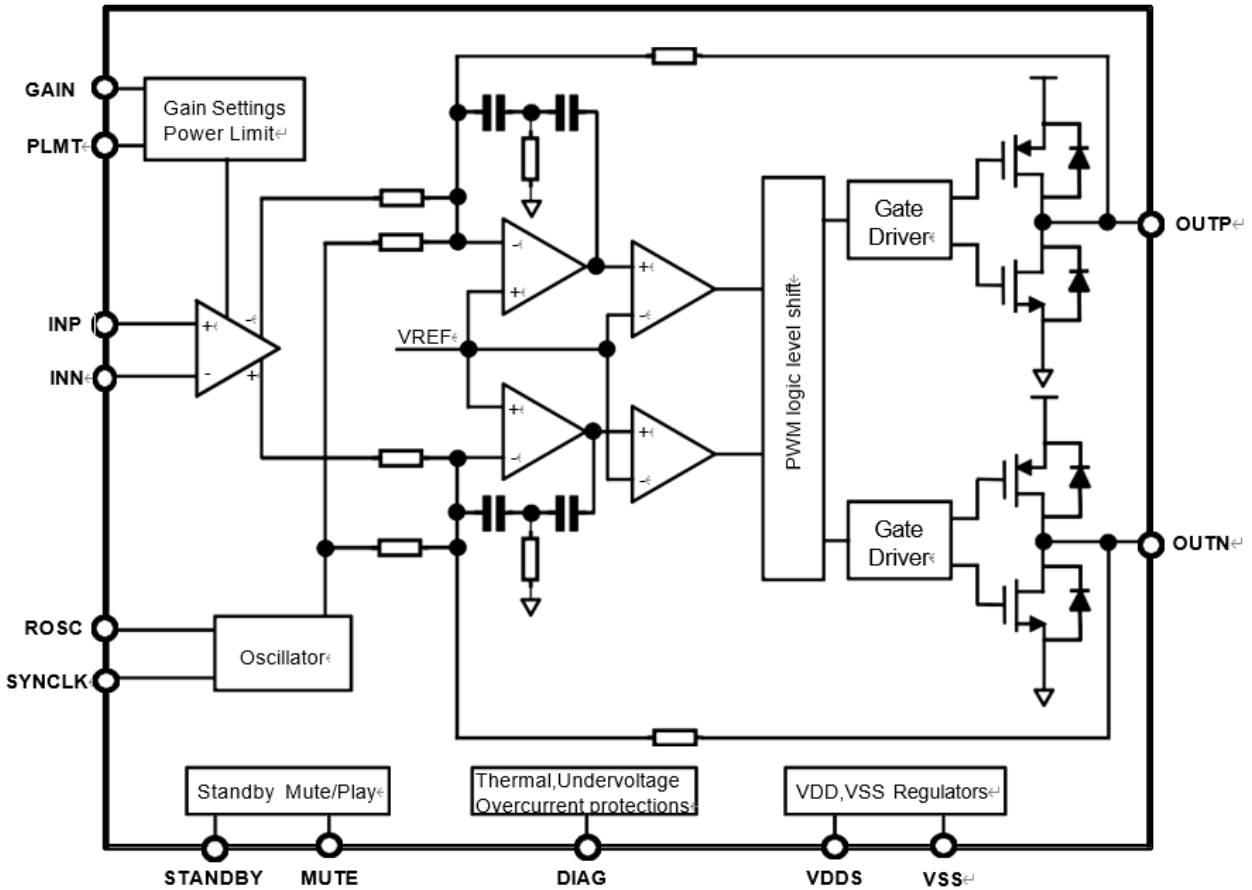 GAIN
PLMT
Gain Settings
Power Limit
INP
INN
+
-
-
+
VREF
-
+
+
-
+
-
+
-
PWM logic level shift
Gate
Driver
OUTP
Gate
Driver
OUTN
ROSC
SYNCLK
Oscillator
Standby Mute/Play
Thermal,Undervoltage
Overcurrent protections
VDD,VSS Regulators
STANDBY
MUTE
DIAG
VDDS
VSS